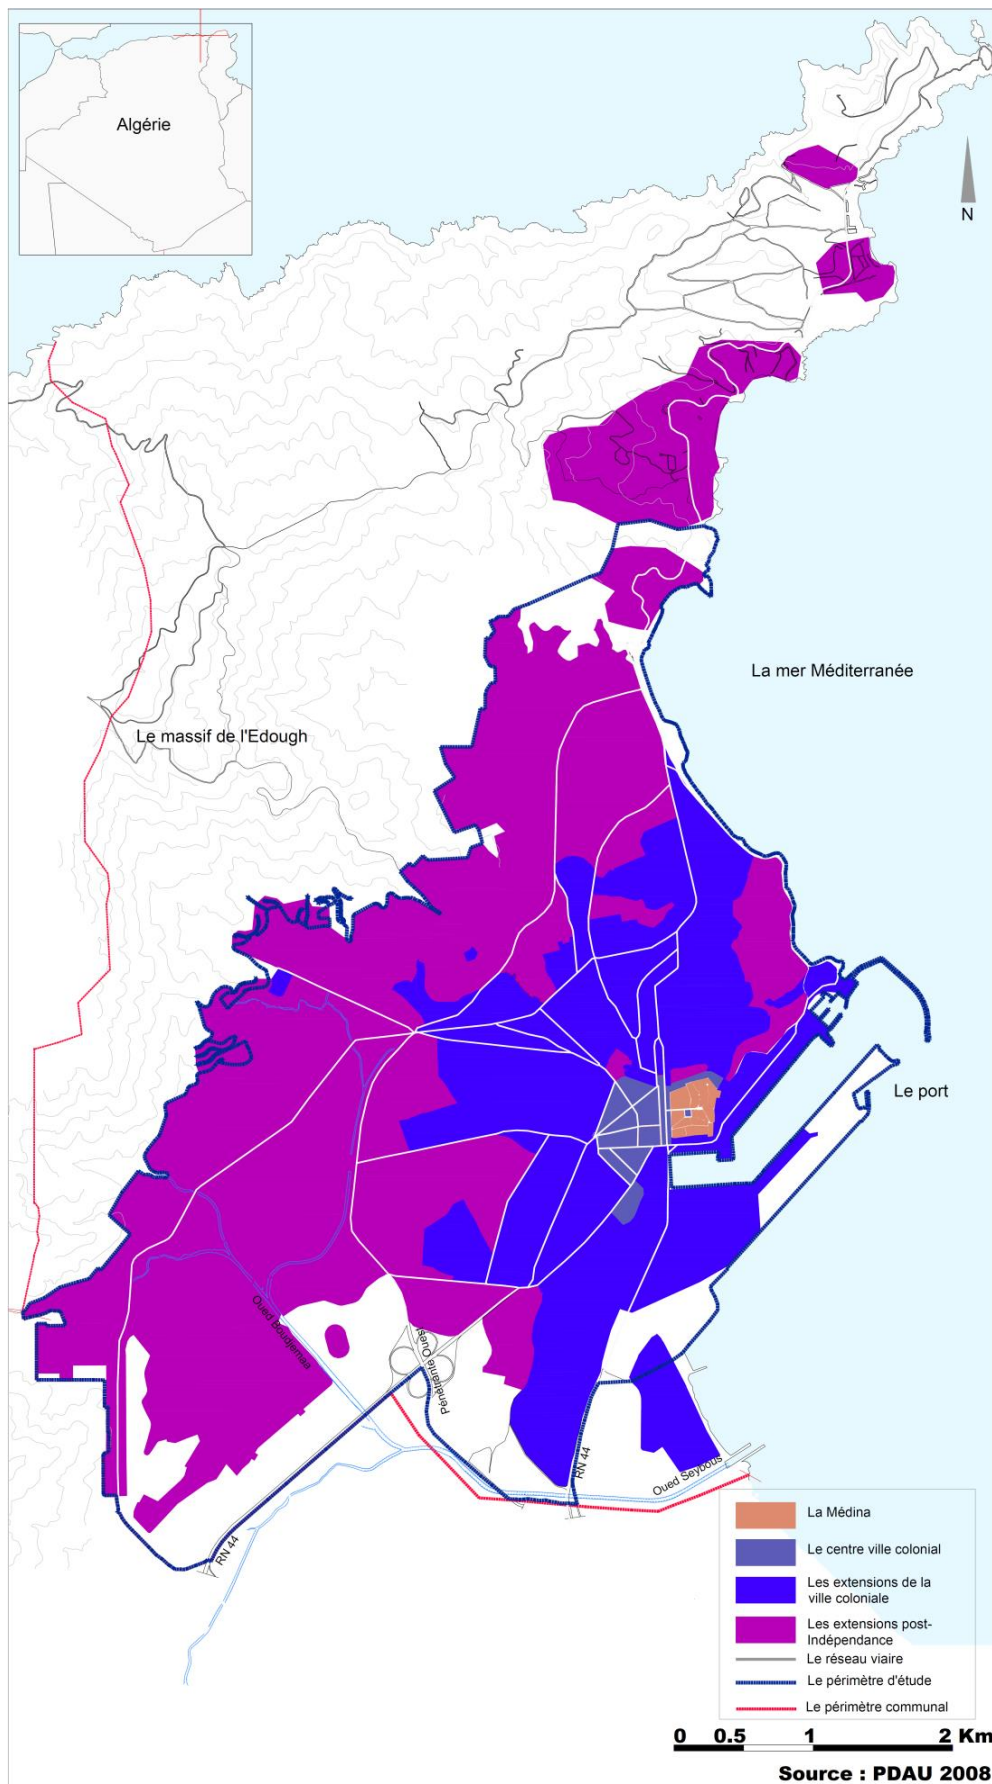 Algérie
N
La mer Méditerranée
Le massif de l'Edough
Le port
Oued Boudjemaa
Pénétrante Ouest
RN 44
Oued Seybous
RN 44
La Médina
Le centre ville colonial
Les extensions de la
ville coloniale
Les extensions post-
Indépendance
Le réseau viaire
Le périmètre d'étude
Le périmètre communal
0 0.5 1 2 Km
Source : PDAU 2008